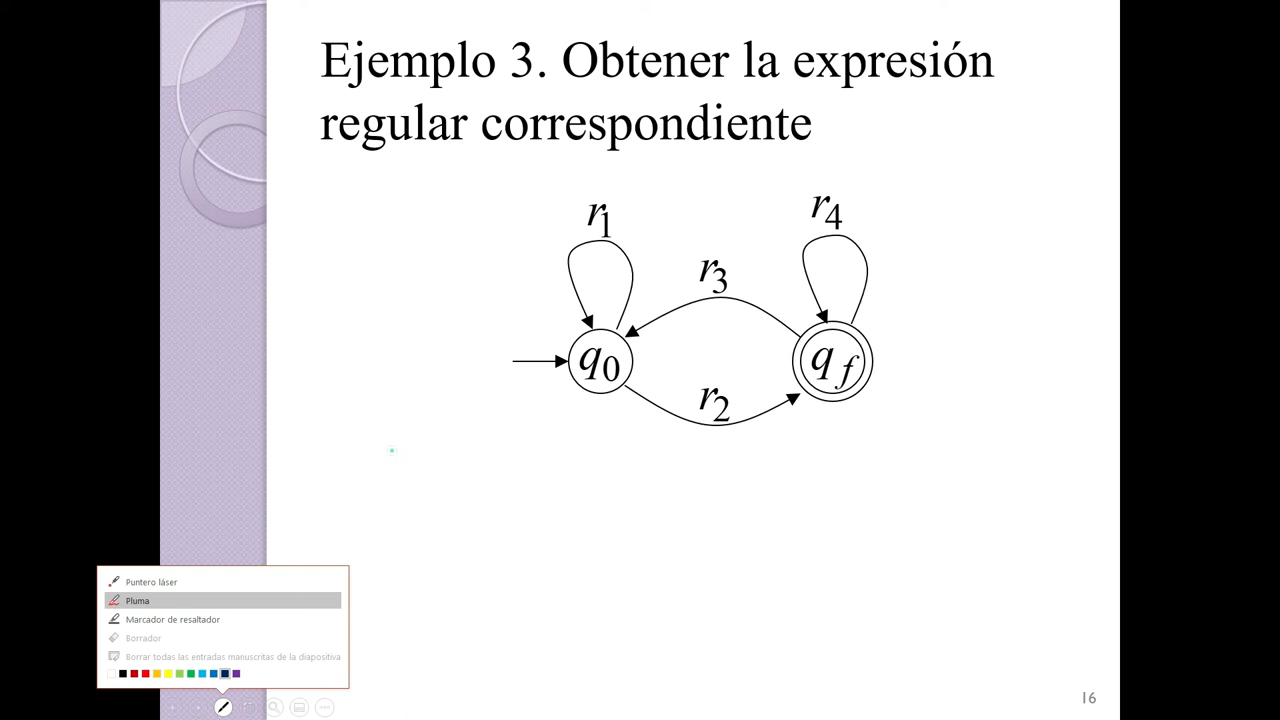 Ejemplo 3. Obtener la expresión
regular correspondiente
r1
r4
r3
q0
qf
r2
Puntero láser
Pluma
Marcador de resaltador
Borrador
Borrar todas las entradas manuscritas de la diapositiva
16